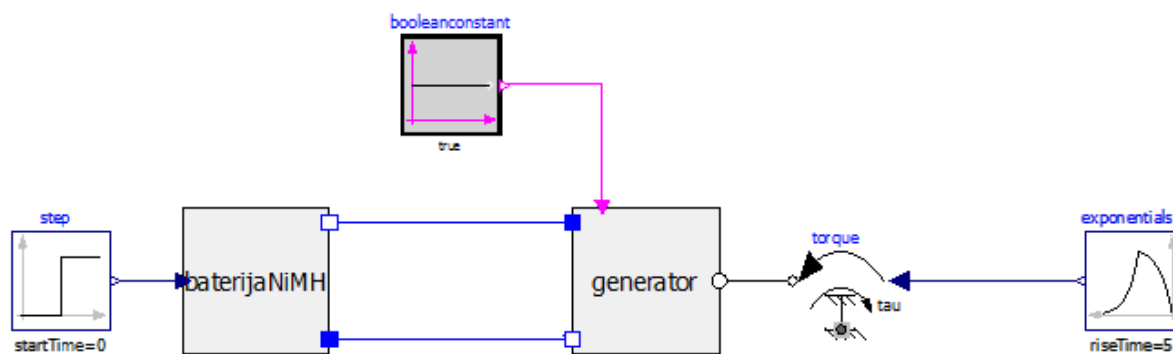 booleanconstant
true
step
baterijaNiMH
generator
torque
exponentials
tau
startTime=0
riseTime=5